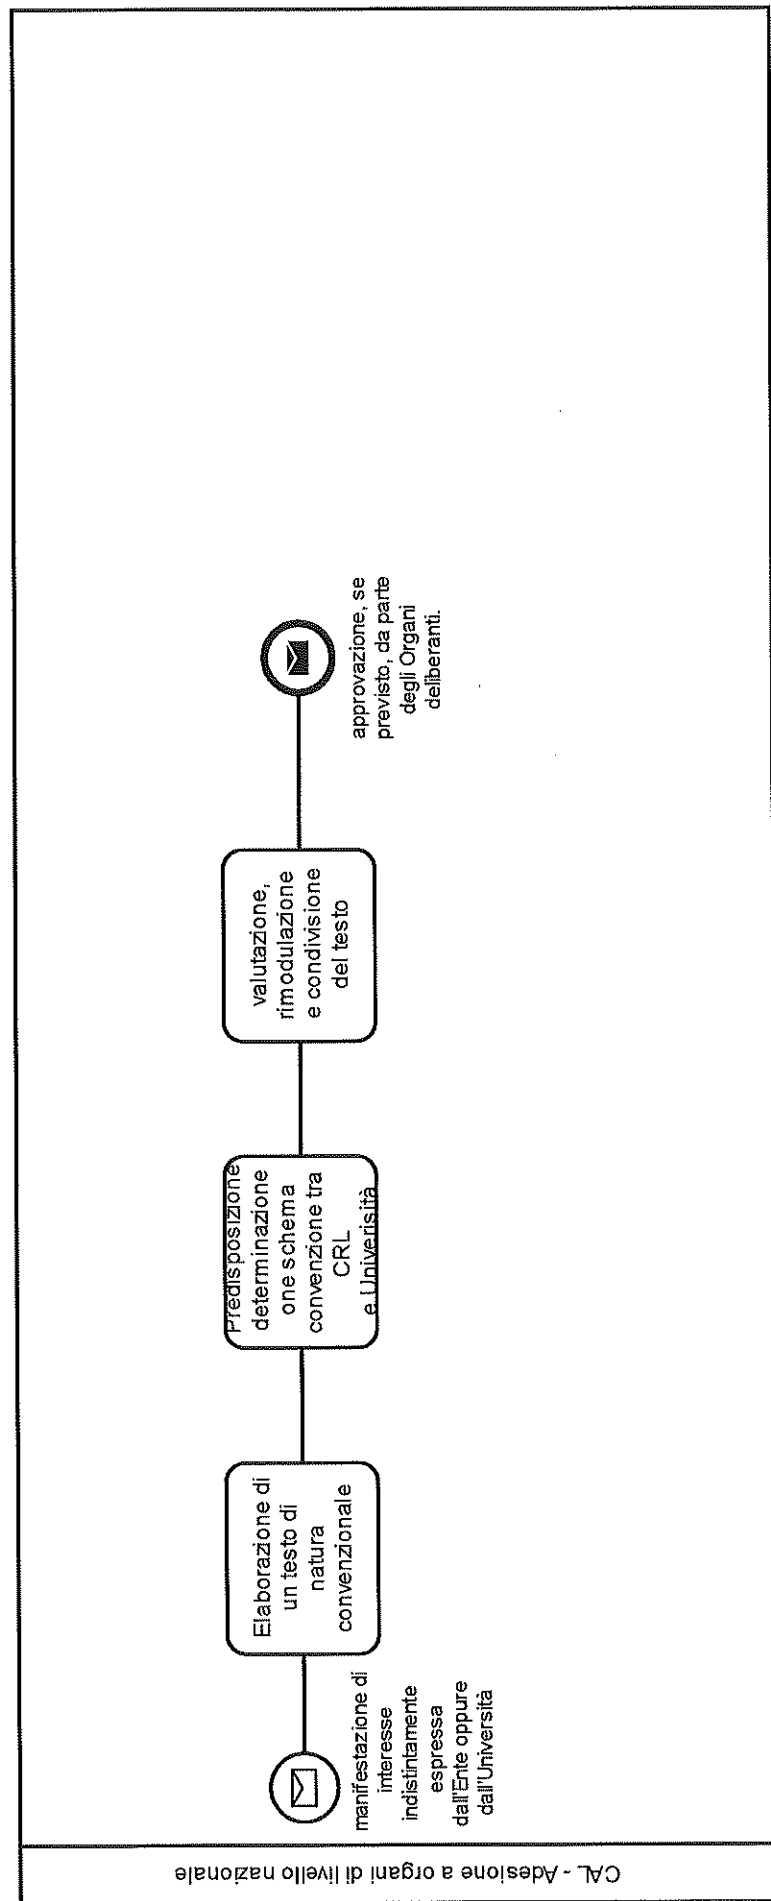 CAL - Adesione a organi di livello nazionale
manifestazione di
interesse
indistintamente
espressa
dall'Ente oppure
dall'Università
Elaborazione di
un testo di
natura
convenzionale
Predisposizione
determinazione
one schema
convenzione tra
CRL
e Univerisità
valutazione,
rimodulazione
e condivisione
del testo
approvazione, se
previsto, da parte
degli Organi
deliberanti.